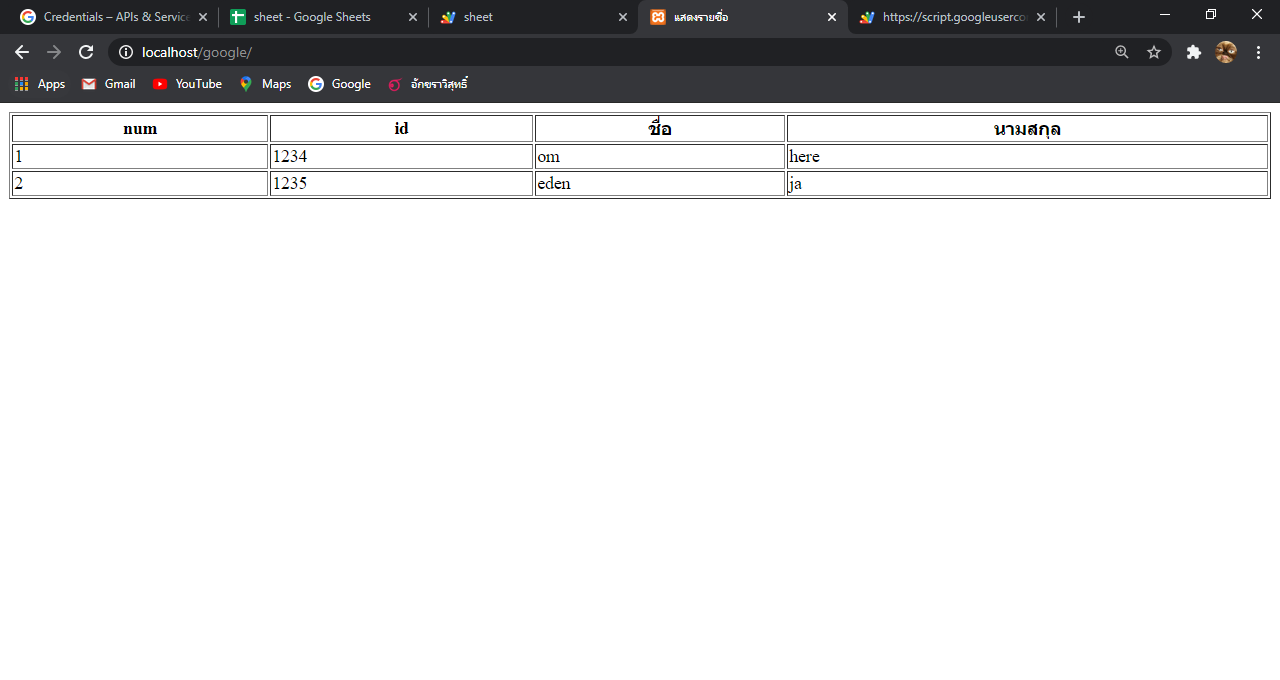 Credentials – APIs & Service
sheet - Google Sheets
sheet
แสดงรายชื่อ
https://script.googleuserco
localhost/google/
Apps Gmail YouTube Maps Google อักขราวิสุทธิ์
num id ชื่อ นามสกุล
1 1234 om here
2 1235 eden ja